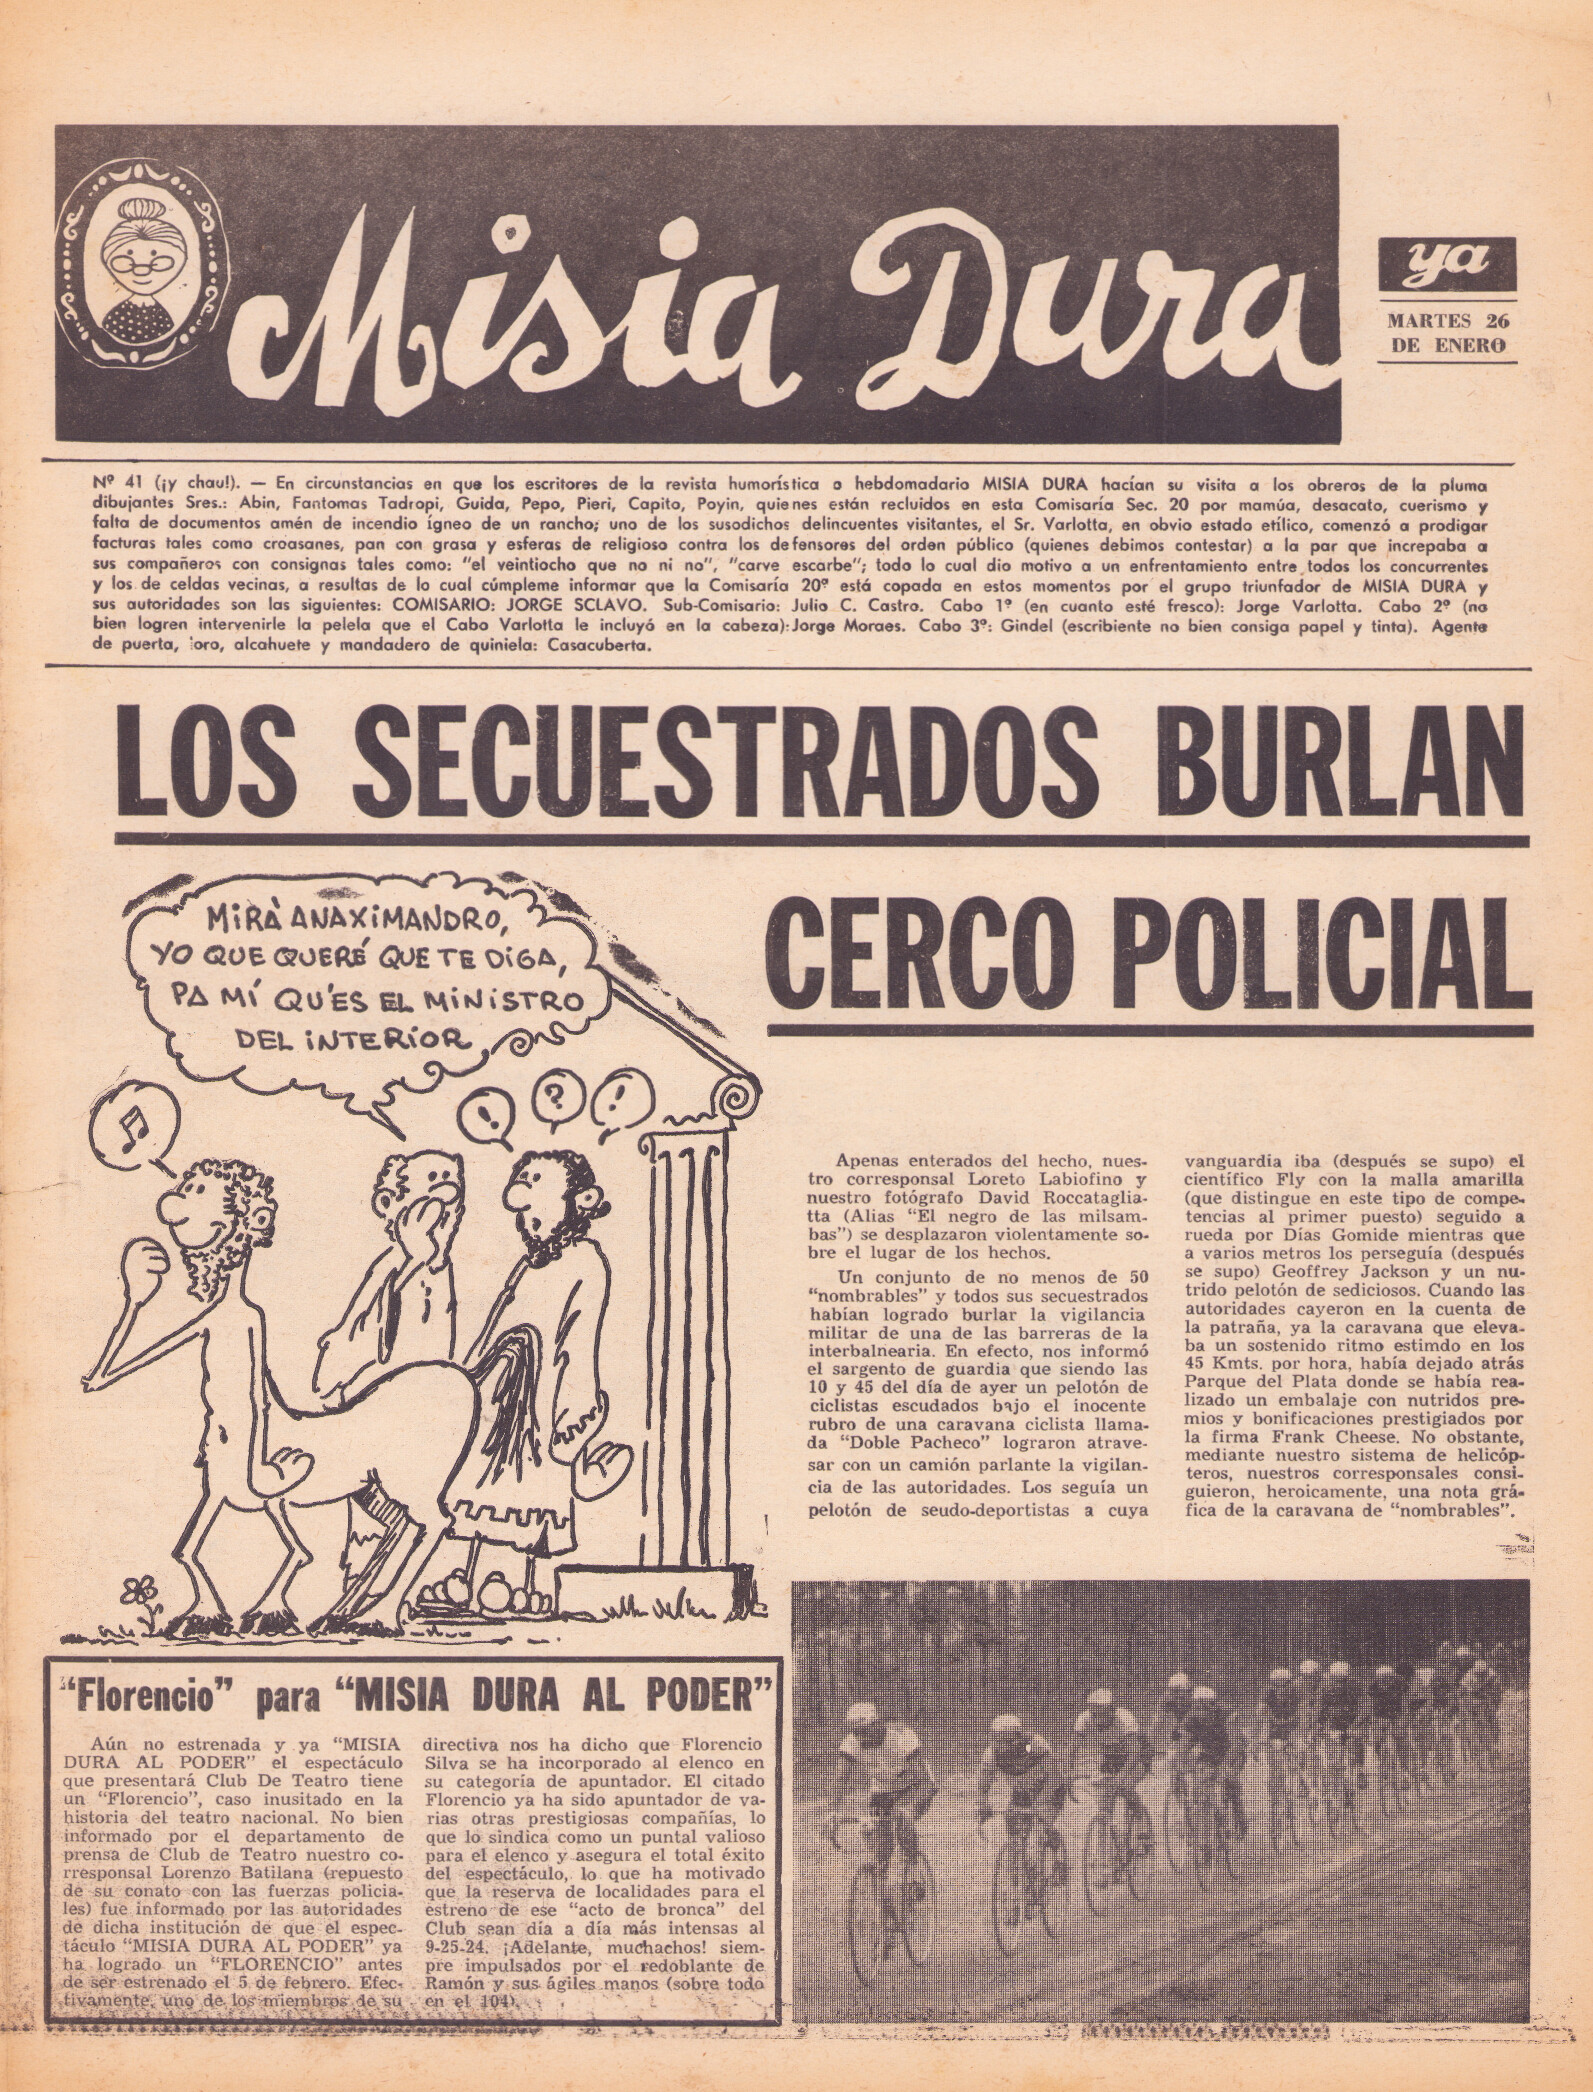 Misia Dura
ya
MARTES 26
DE ENERO
Nº 41 (¡y chau!). — En circunstancias en que los escritores de la revista humorística o hebdomadario MISIA DURA hacían su visita a los obreros de la pluma
dibujantes Sres.: Abin, Fantomas Tadropi, Guida, Pepo, Pieri, Capito, Poyin, quienes están recluidos en esta Comisaría Sec. 20 por mamúa, desacato, cuerismo y
falta de documentos amén de incendio ígneo de un rancho; uno de los susodichos delincuentes visitantes, el Sr. Varlotta, en obvio estado etílico, comenzó a prodigar
facturas tales como croasanes, pan con grasa y esferas de religioso contra los defensores del orden público (quienes debimos contestar) a la par que increpaba a
sus compañeros con consignas tales como: "el veintiocho que no ni no", "carve escarbe"; todo lo cual dio motivo a un enfrentamiento entre todos los concurrentes
y los de celdas vecinas, a resultas de lo cual cúmpleme informar que la Comisaría 20ª está copada en estos momentos por el grupo triunfador de MISIA DURA y
sus autoridades son las siguientes: COMISARIO: JORGE SCLAVO. Sub-Comisario: Julio C. Castro. Cabo 1º (en cuanto esté fresco): Jorge Varlotta. Cabo 2º (no
bien logren intervenirle la pelela que el Cabo Varlotta le incluyó en la cabeza): Jorge Moraes. Cabo 3º: Gindel (escribiente no bien consiga papel y tinta). Agente
de puerta, loro, alcahuete y mandadero de quiniela: Casacuberta.
LOS SECUESTRADOS BURLAN
CERCO POLICIAL
MIRÁ ANAXIMANDRO,
YO QUE QUERÉ QUE TE DIGA,
PA MÍ QU'ES EL MINISTRO
DEL INTERIOR
!
?
!
Apenas enterados del hecho, nues-
tro corresponsal Loreto Labiofino y
nuestro fotógrafo David Roccataglia-
tta (Alias "El negro de las milsam-
bas") se desplazaron violentamente so-
bre el lugar de los hechos.
Un conjunto de no menos de 50
"nombrables" y todos sus secuestrados
habían logrado burlar la vigilancia
militar de una de las barreras de la
interbalnearia. En efecto, nos informó
el sargento de guardia que siendo las
10 y 45 del día de ayer un pelotón de
ciclistas escudados bajo el inocente
rubro de una caravana ciclista llama-
da "Doble Pacheco" lograron atrave-
sar con un camión parlante la vigilan-
cia de las autoridades. Los seguía un
pelotón de seudo-deportistas a cuya
vanguardia iba (después se supo) el
científico Fly con la malla amarilla
(que distingue en este tipo de compe-
tencias al primer puesto) seguido a
rueda por Días Gomide mientras que
a varios metros los perseguía (después
se supo) Geoffrey Jackson y un nu-
trido pelotón de sediciosos. Cuando las
autoridades cayeron en la cuenta de
la patraña, ya la caravana que eleva-
ba un sostenido ritmo estimdo en los
45 Kmts. por hora, había dejado atrás
Parque del Plata donde se había rea-
lizado un embalaje con nutridos pre-
mios y bonificaciones prestigiados por
la firma Frank Cheese. No obstante,
mediante nuestro sistema de helicóp-
teros, nuestros corresponsales consi-
guieron, heroicamente, una nota grá-
fica de la caravana de "nombrables".
"Florencio" para "MISIA DURA AL PODER"
Aún no estrenada y ya "MISIA
DURA AL PODER" el espectáculo
que presentará Club De Teatro tiene
un "Florencio", caso inusitado en la
historia del teatro nacional. No bien
informado por el departamento de
prensa de Club de Teatro nuestro co-
rresponsal Lorenzo Batilana (repuesto
de su conato con las fuerzas policia-
les) fue informado por las autoridades
de dicha institución de que el espec-
táculo "MISIA DURA AL PODER" ya
ha logrado un "FLORENCIO" antes
de ser estrenado el 5 de febrero. Efec-
tivamente, uno de los miembros de su
directiva nos ha dicho que Florencio
Silva se ha incorporado al elenco en
su categoría de apuntador. El citado
Florencio ya ha sido apuntador de va-
rias otras prestigiosas compañías, lo
que lo sindica como un puntal valioso
para el elenco y asegura el total éxito
del espectáculo, lo que ha motivado
que la reserva de localidades para el
estreno de ese "acto de bronca" del
Club sean día a día más intensas al
9-25-24. ¡Adelante, muchachos! siem-
pre impulsados por el redoblante de
Ramón y sus ágiles manos (sobre todo
en el 104).